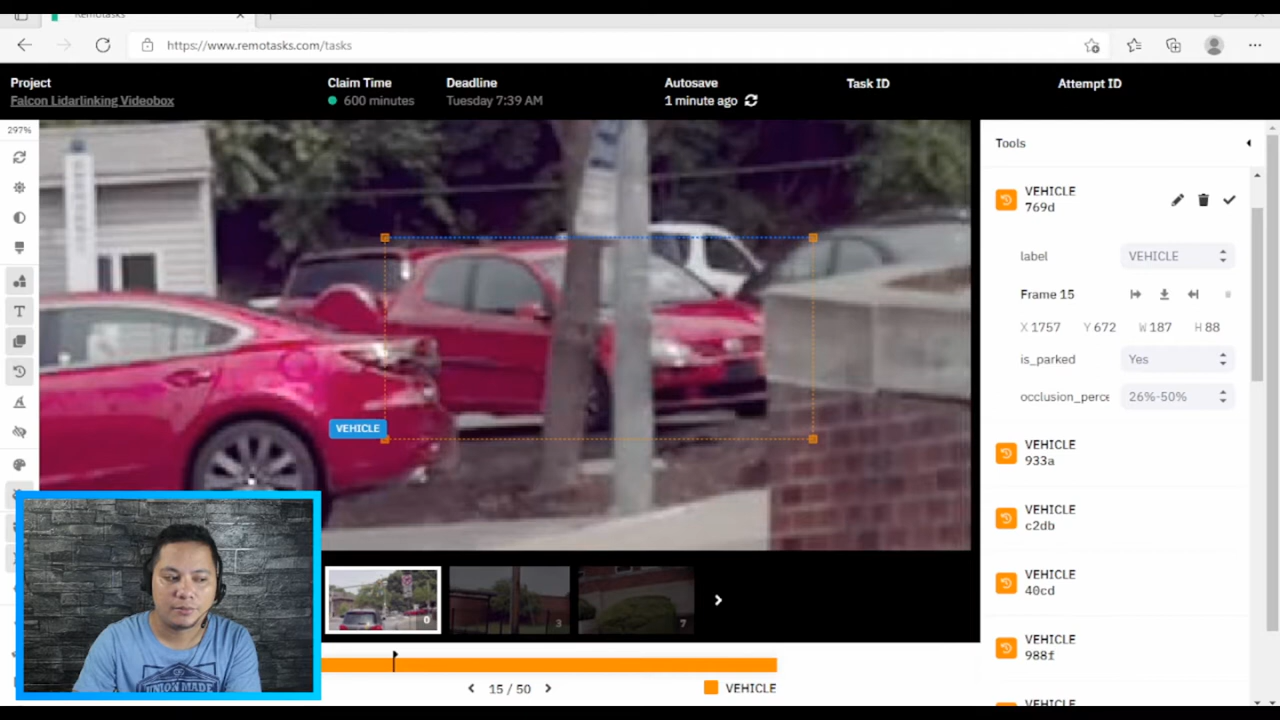 Remotasks
https://www.remotasks.com/tasks
Project
Falcon Lidarlinking Videobox
Claim Time
600 minutes
Deadline
Tuesday 7:39 AM
Autosave
1 minute ago
Task ID
Attempt ID
297%
Tools
VEHICLE
769d
label
VEHICLE
Frame 15
X 1757 Y 672 W 187 H 88
is_parked
Yes
occlusion_perce
26%-50%
VEHICLE
933a
VEHICLE
c2db
VEHICLE
40cd
VEHICLE
988f
VEHICLE
VEHICLE
0
3
7
15 / 50
VEHICLE
UNION MADE